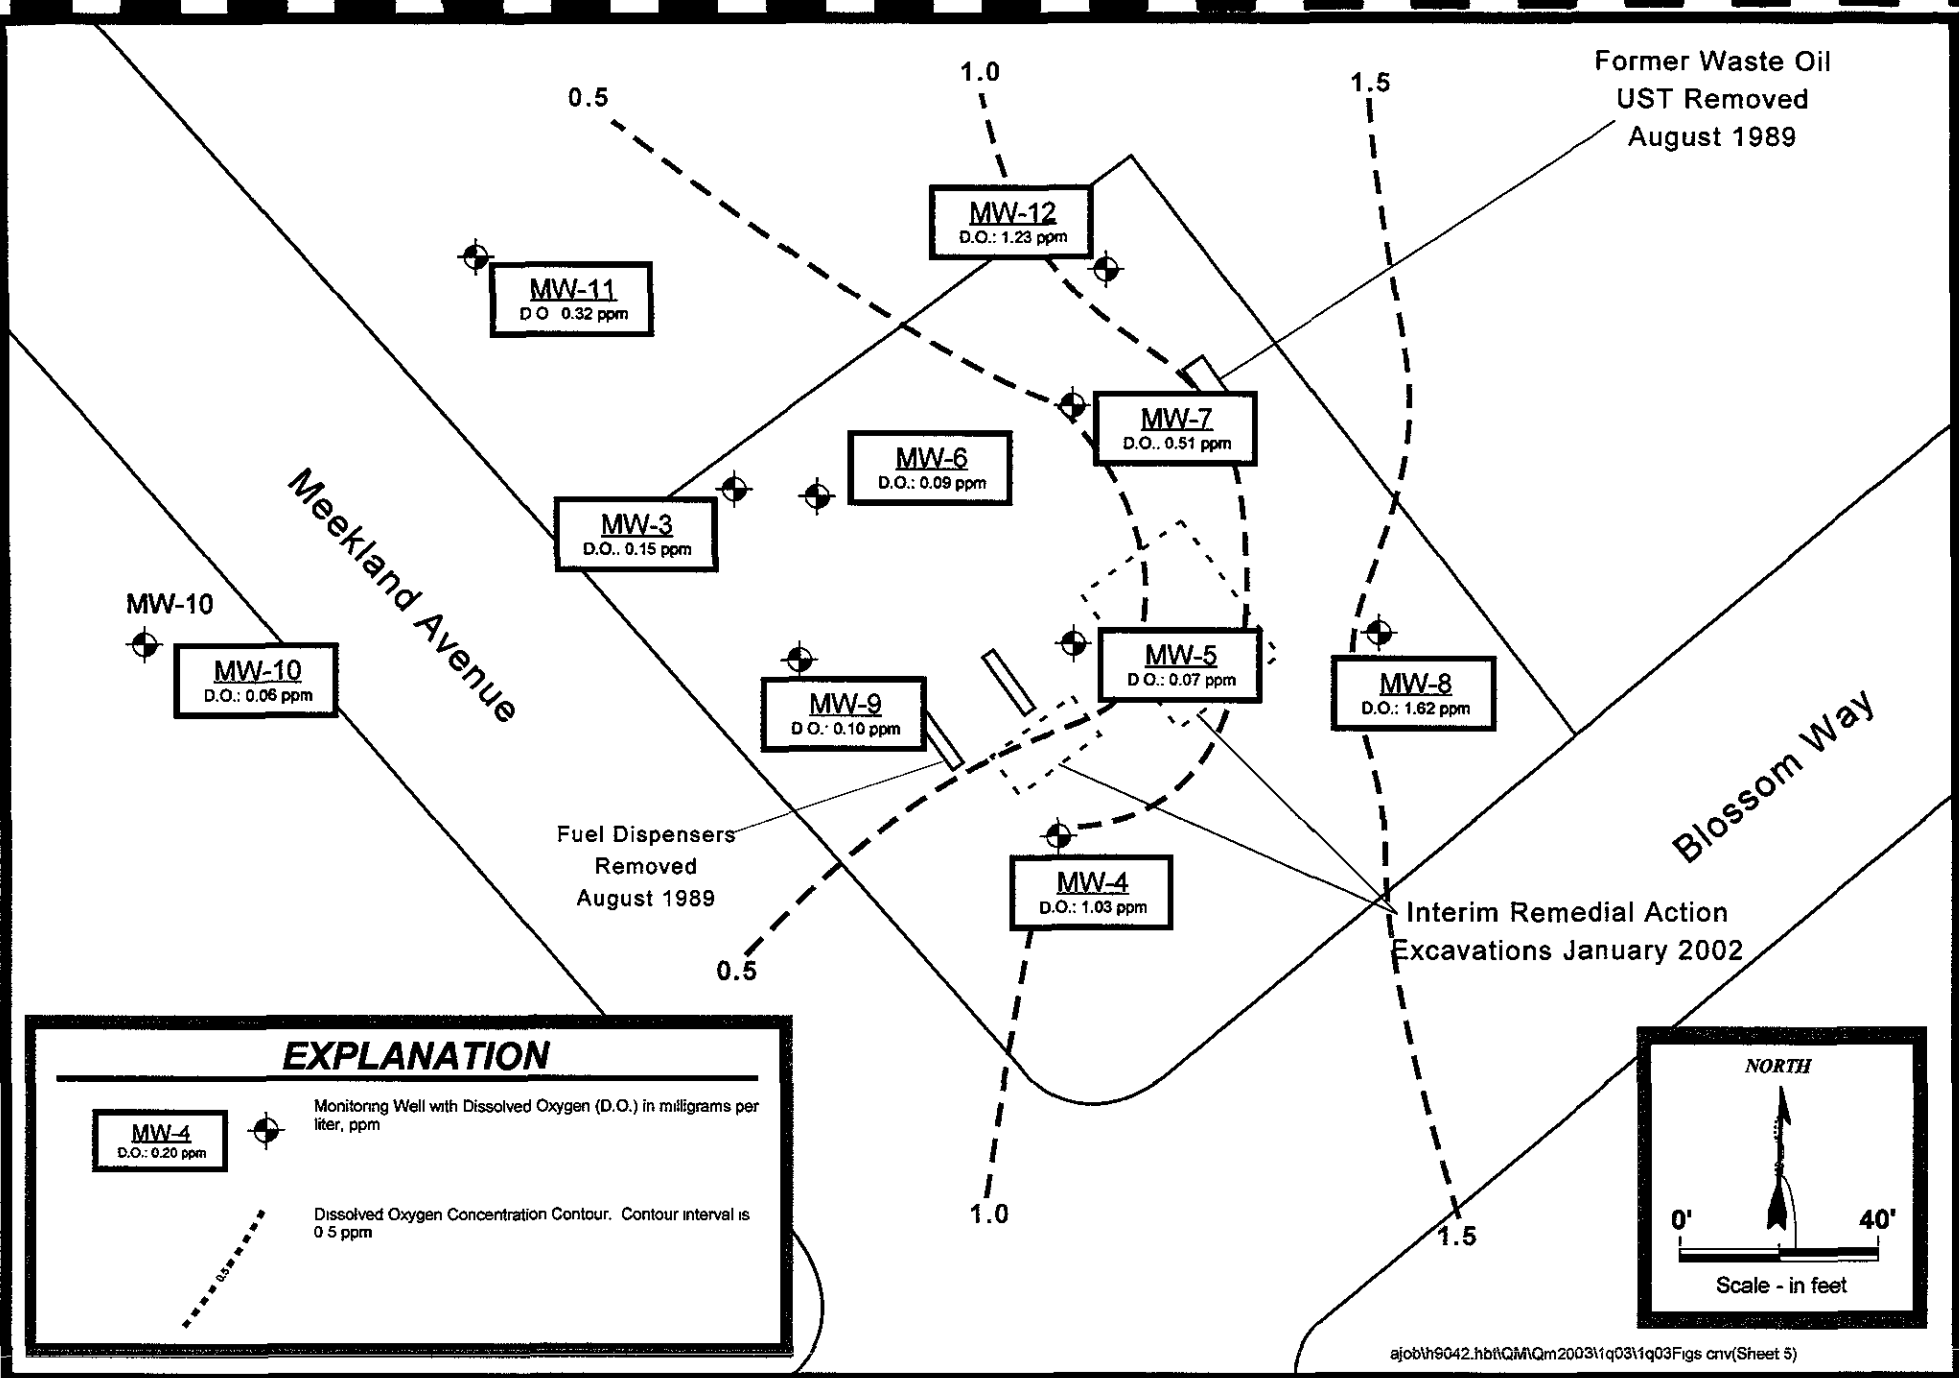 Former Waste Oil
UST Removed
August 1989
1.0
1.5
0.5
MW-12
D.O.: 1.23 ppm
MW-11
D O 0.32 ppm
MW-7
D.O.. 0.51 ppm
MW-6
D.O.: 0.09 ppm
MW-3
D.O.. 0.15 ppm
Meekland Avenue
MW-10
MW-10
D.O.: 0.06 ppm
MW-5
D O.: 0.07 ppm
MW-8
D.O.: 1.62 ppm
MW-9
D O.: 0.10 ppm
Blossom Way
Fuel Dispensers
Removed
August 1989
MW-4
D.O.: 1.03 ppm
Interim Remedial Action
Excavations January 2002
0.5
1.0
1.5
EXPLANATION
MW-4
D.O.: 0.20 ppm
Monitoring Well with Dissolved Oxygen (D.O.) in milligrams per
liter, ppm
0.5
Dissolved Oxygen Concentration Contour. Contour interval is
0 5 ppm
NORTH
0' 40'
Scale - in feet
ajob\h9042.hbt\QM\Qm2003\1q03\1q03Figs cnv(Sheet 5)